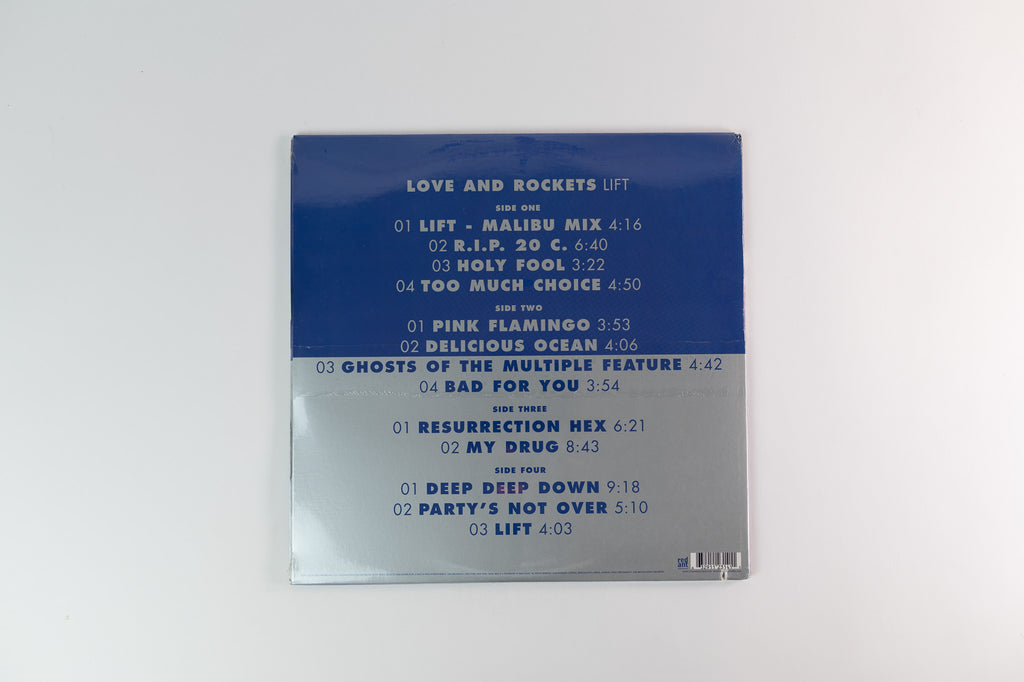 LOVE AND ROCKETS LIFT
SIDE ONE
01 LIFT - MALIBU MIX 4:16
02 R.I.P. 20 C. 6:40
03 HOLY FOOL 3:22
04 TOO MUCH CHOICE 4:50
SIDE TWO
01 PINK FLAMINGO 3:53
02 DELICIOUS OCEAN 4:06
03 GHOSTS OF THE MULTIPLE FEATURE 4:42
04 BAD FOR YOU 3:54
SIDE THREE
01 RESURRECTION HEX 6:21
02 MY DRUG 8:43
SIDE FOUR
01 DEEP DEEP DOWN 9:18
02 PARTY'S NOT OVER 5:10
03 LIFT 4:03
red
ant